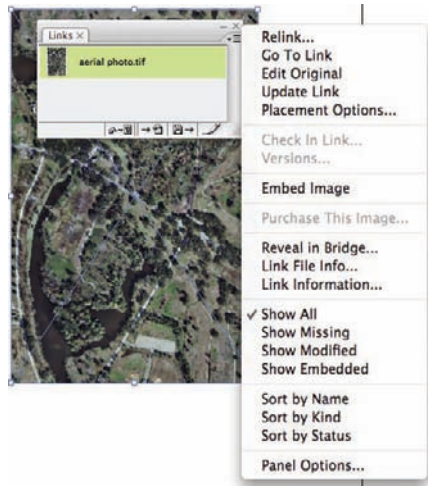 Links ×
aerial photo.tif
Relink...
Go To Link
Edit Original
Update Link
Placement Options...
Check In Link...
Versions...
Embed Image
Purchase This Image...
Reveal in Bridge...
Link File Info...
Link Information...
✓ Show All
Show Missing
Show Modified
Show Embedded
Sort by Name
Sort by Kind
Sort by Status
Panel Options...